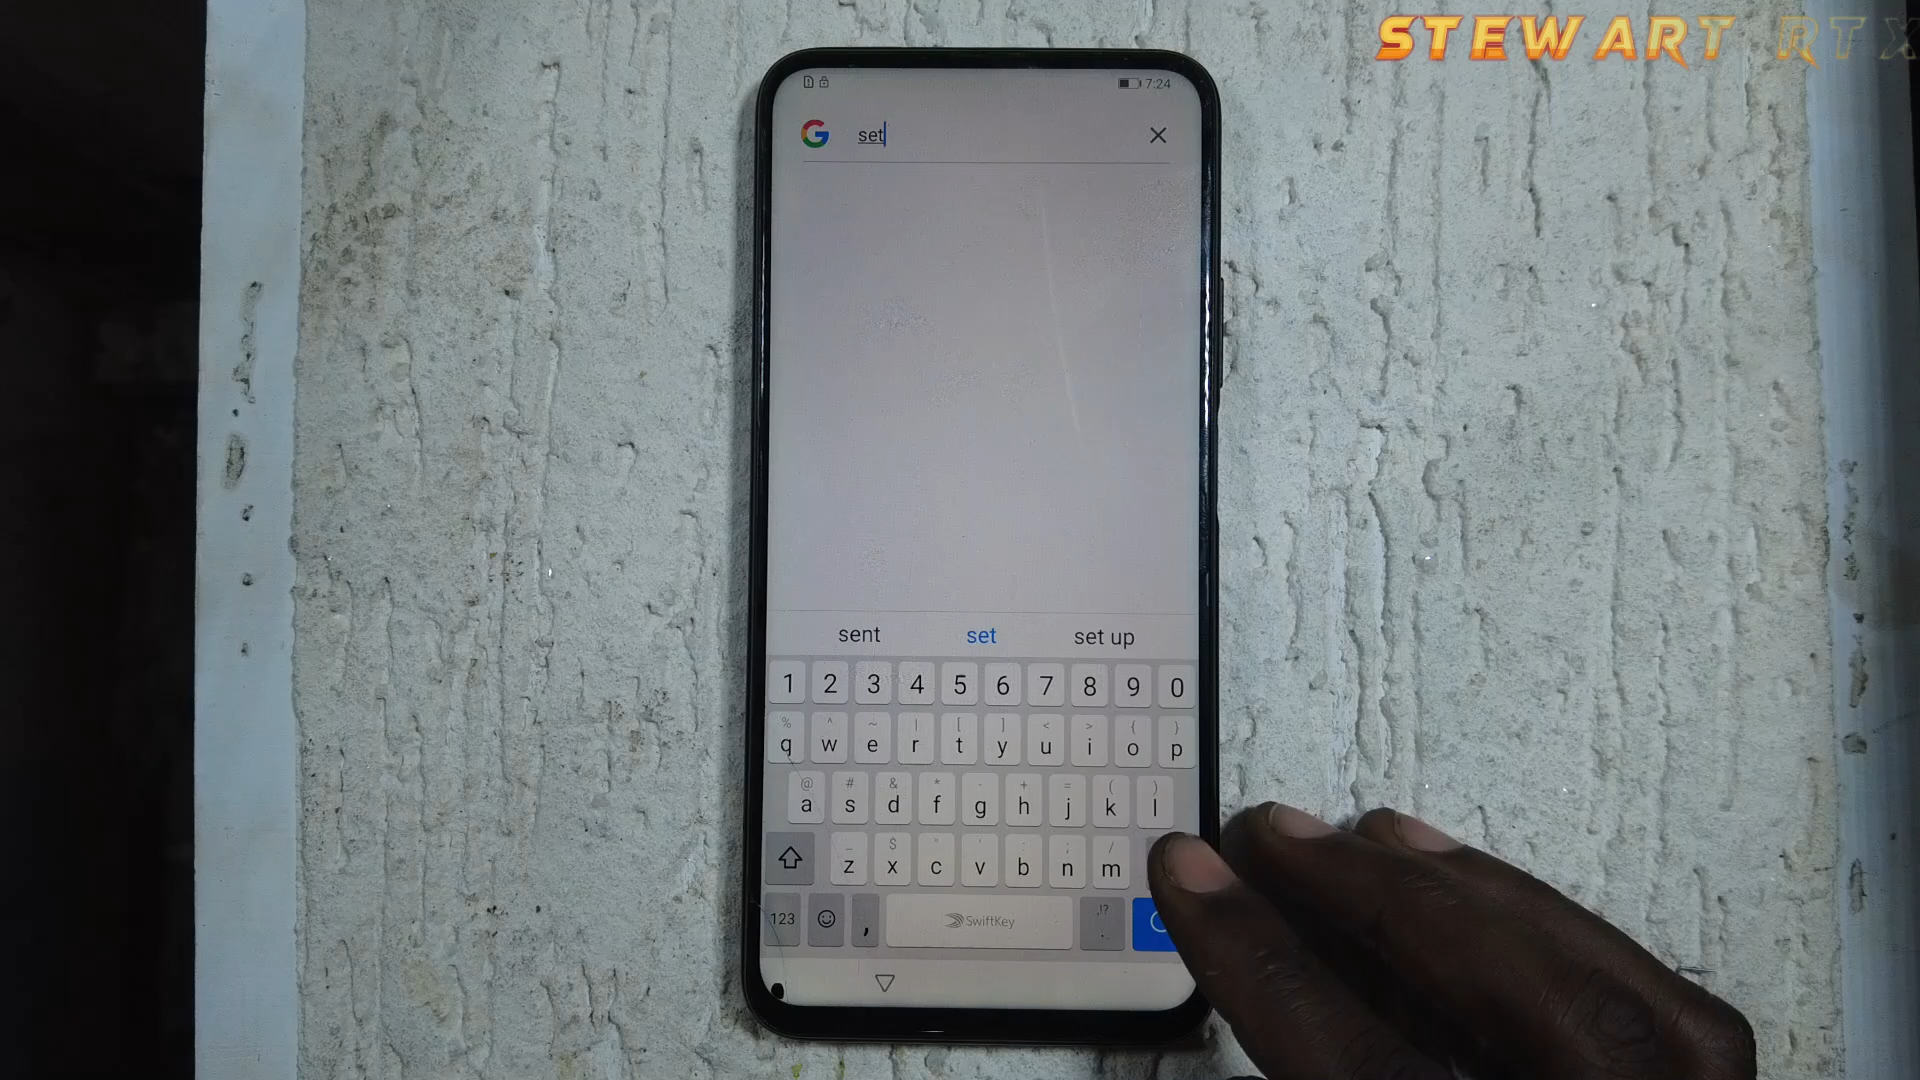 STEWART RTX
7:24
set
sent set set up
1 2 3 4 5 6 7 8 9 0
% ^ ~ | [ ] < > { }
q w e r t y u i o p
@ # & * - + = ( )
a s d f g h j k l
_ $ " ' : ; /
z x c v b n m
,!?
123 , SwiftKey .